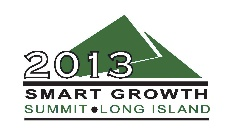 2013
SMART GROWTH
SUMMIT•LONG ISLAND